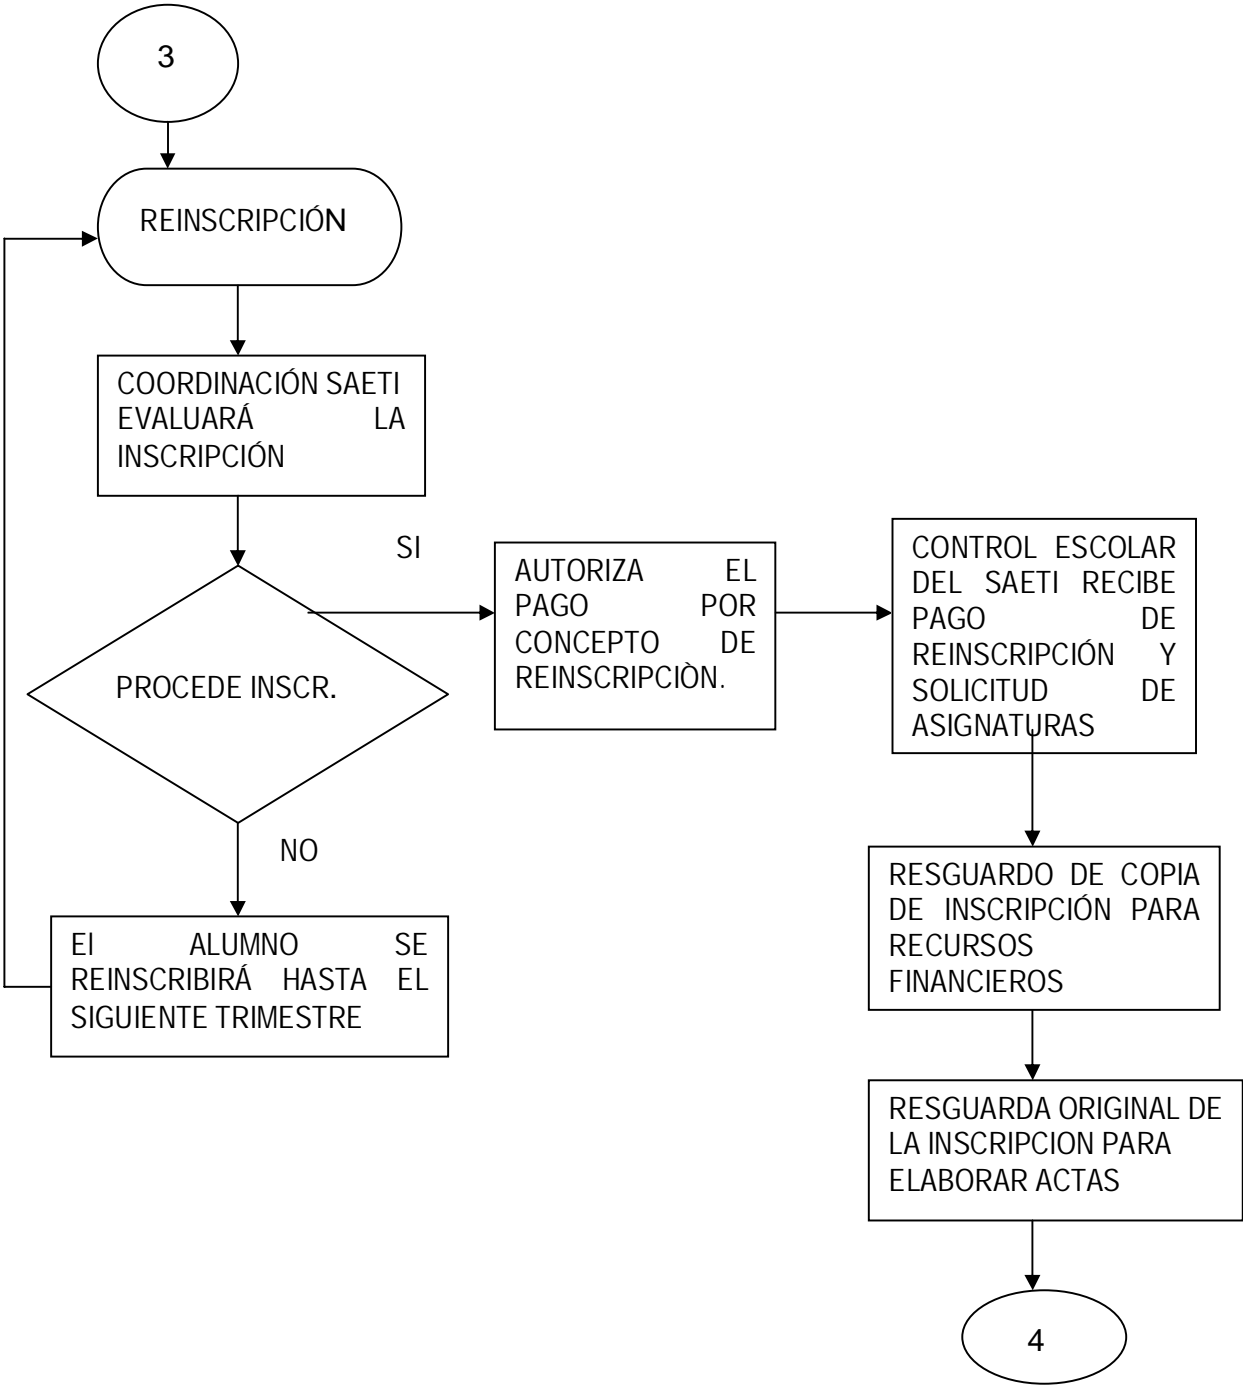 3
REINSCRIPCIÓN
COORDINACIÓN SAETI
EVALUARÁ LA
INSCRIPCIÓN
SI
PROCEDE INSCR.
NO
El ALUMNO SE
REINSCRIBIRÁ HASTA EL
SIGUIENTE TRIMESTRE
AUTORIZA EL
PAGO POR
CONCEPTO DE
REINSCRIPCIÒN.
CONTROL ESCOLAR
DEL SAETI RECIBE
PAGO DE
REINSCRIPCIÓN Y
SOLICITUD DE
ASIGNATURAS
RESGUARDO DE COPIA
DE INSCRIPCIÓN PARA
RECURSOS
FINANCIEROS
RESGUARDA ORIGINAL DE
LA INSCRIPCION PARA
ELABORAR ACTAS
4